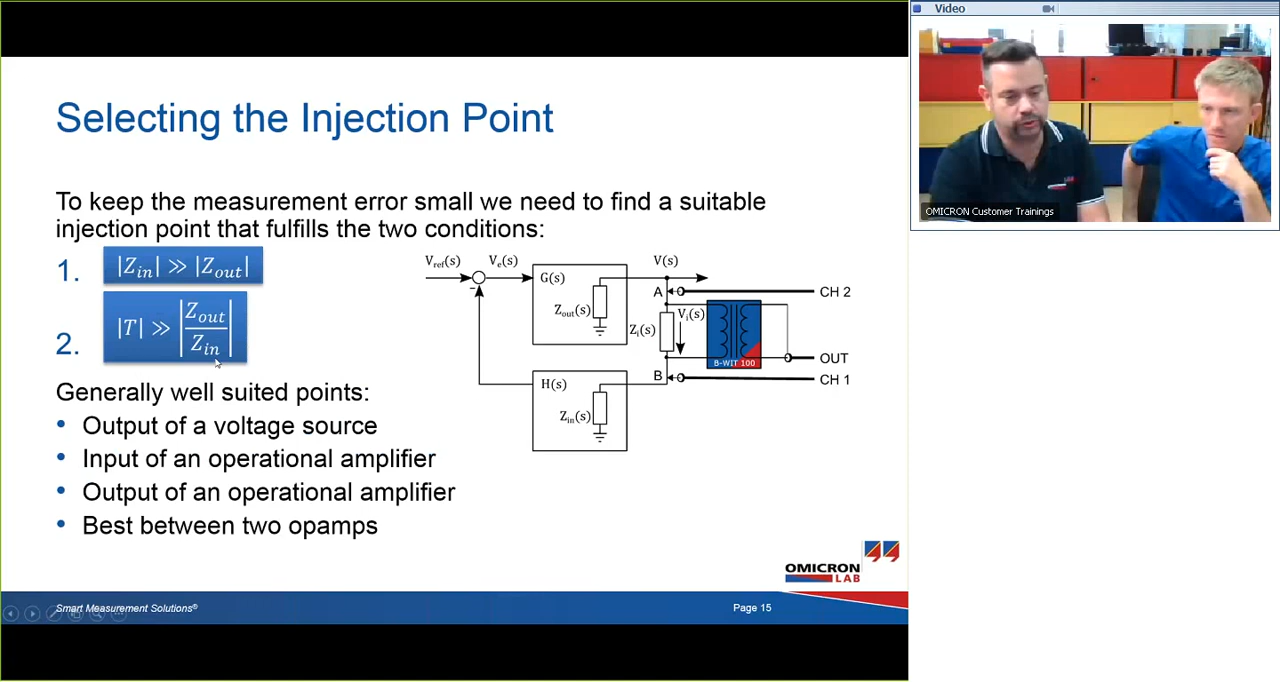 Video
Selecting the Injection Point
To keep the measurement error small we need to find a suitable
injection point that fulfills the two conditions:
1. |Z_in| ≫ |Z_out|
2. |T| ≫ |Z_out / Z_in|
Generally well suited points:
• Output of a voltage source
• Input of an operational amplifier
• Output of an operational amplifier
• Best between two opamps
V_ref(s)
V_e(s)
G(s)
Z_out(s)
V(s)
A
CH 2
Z_i(s)
V_i(s)
B-WIT 100
OUT
B
CH 1
H(s)
Z_in(s)
-
OMICRON
LAB
Smart Measurement Solutions®
Page 15
OMICRON Customer Trainings